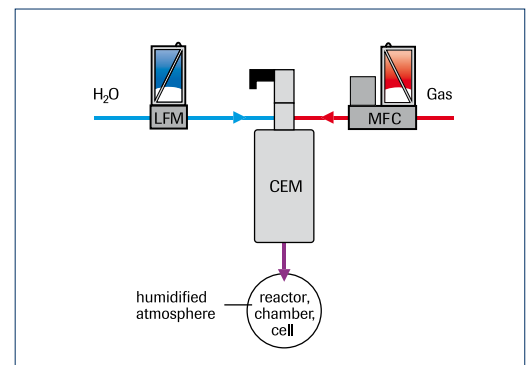 H₂O
LFM
MFC
Gas
CEM
humidified
atmosphere
reactor,
chamber,
cell